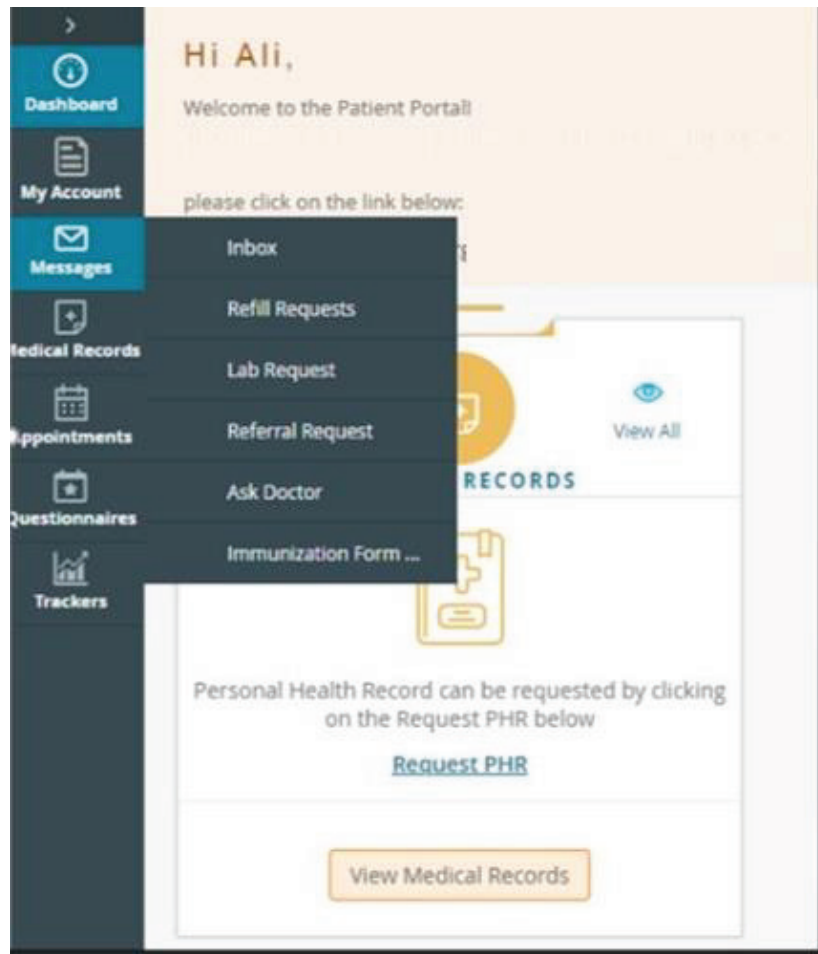 Hi Ali,
Welcome to the Patient Portal!
please click on the link below:
Dashboard
My Account
Messages
Medical Records
Appointments
Questionnaires
Trackers
Inbox
Refill Requests
Lab Request
Referral Request
Ask Doctor
Immunization Form ...
View All
RECORDS
Personal Health Record can be requested by clicking
on the Request PHR below
Request PHR
View Medical Records